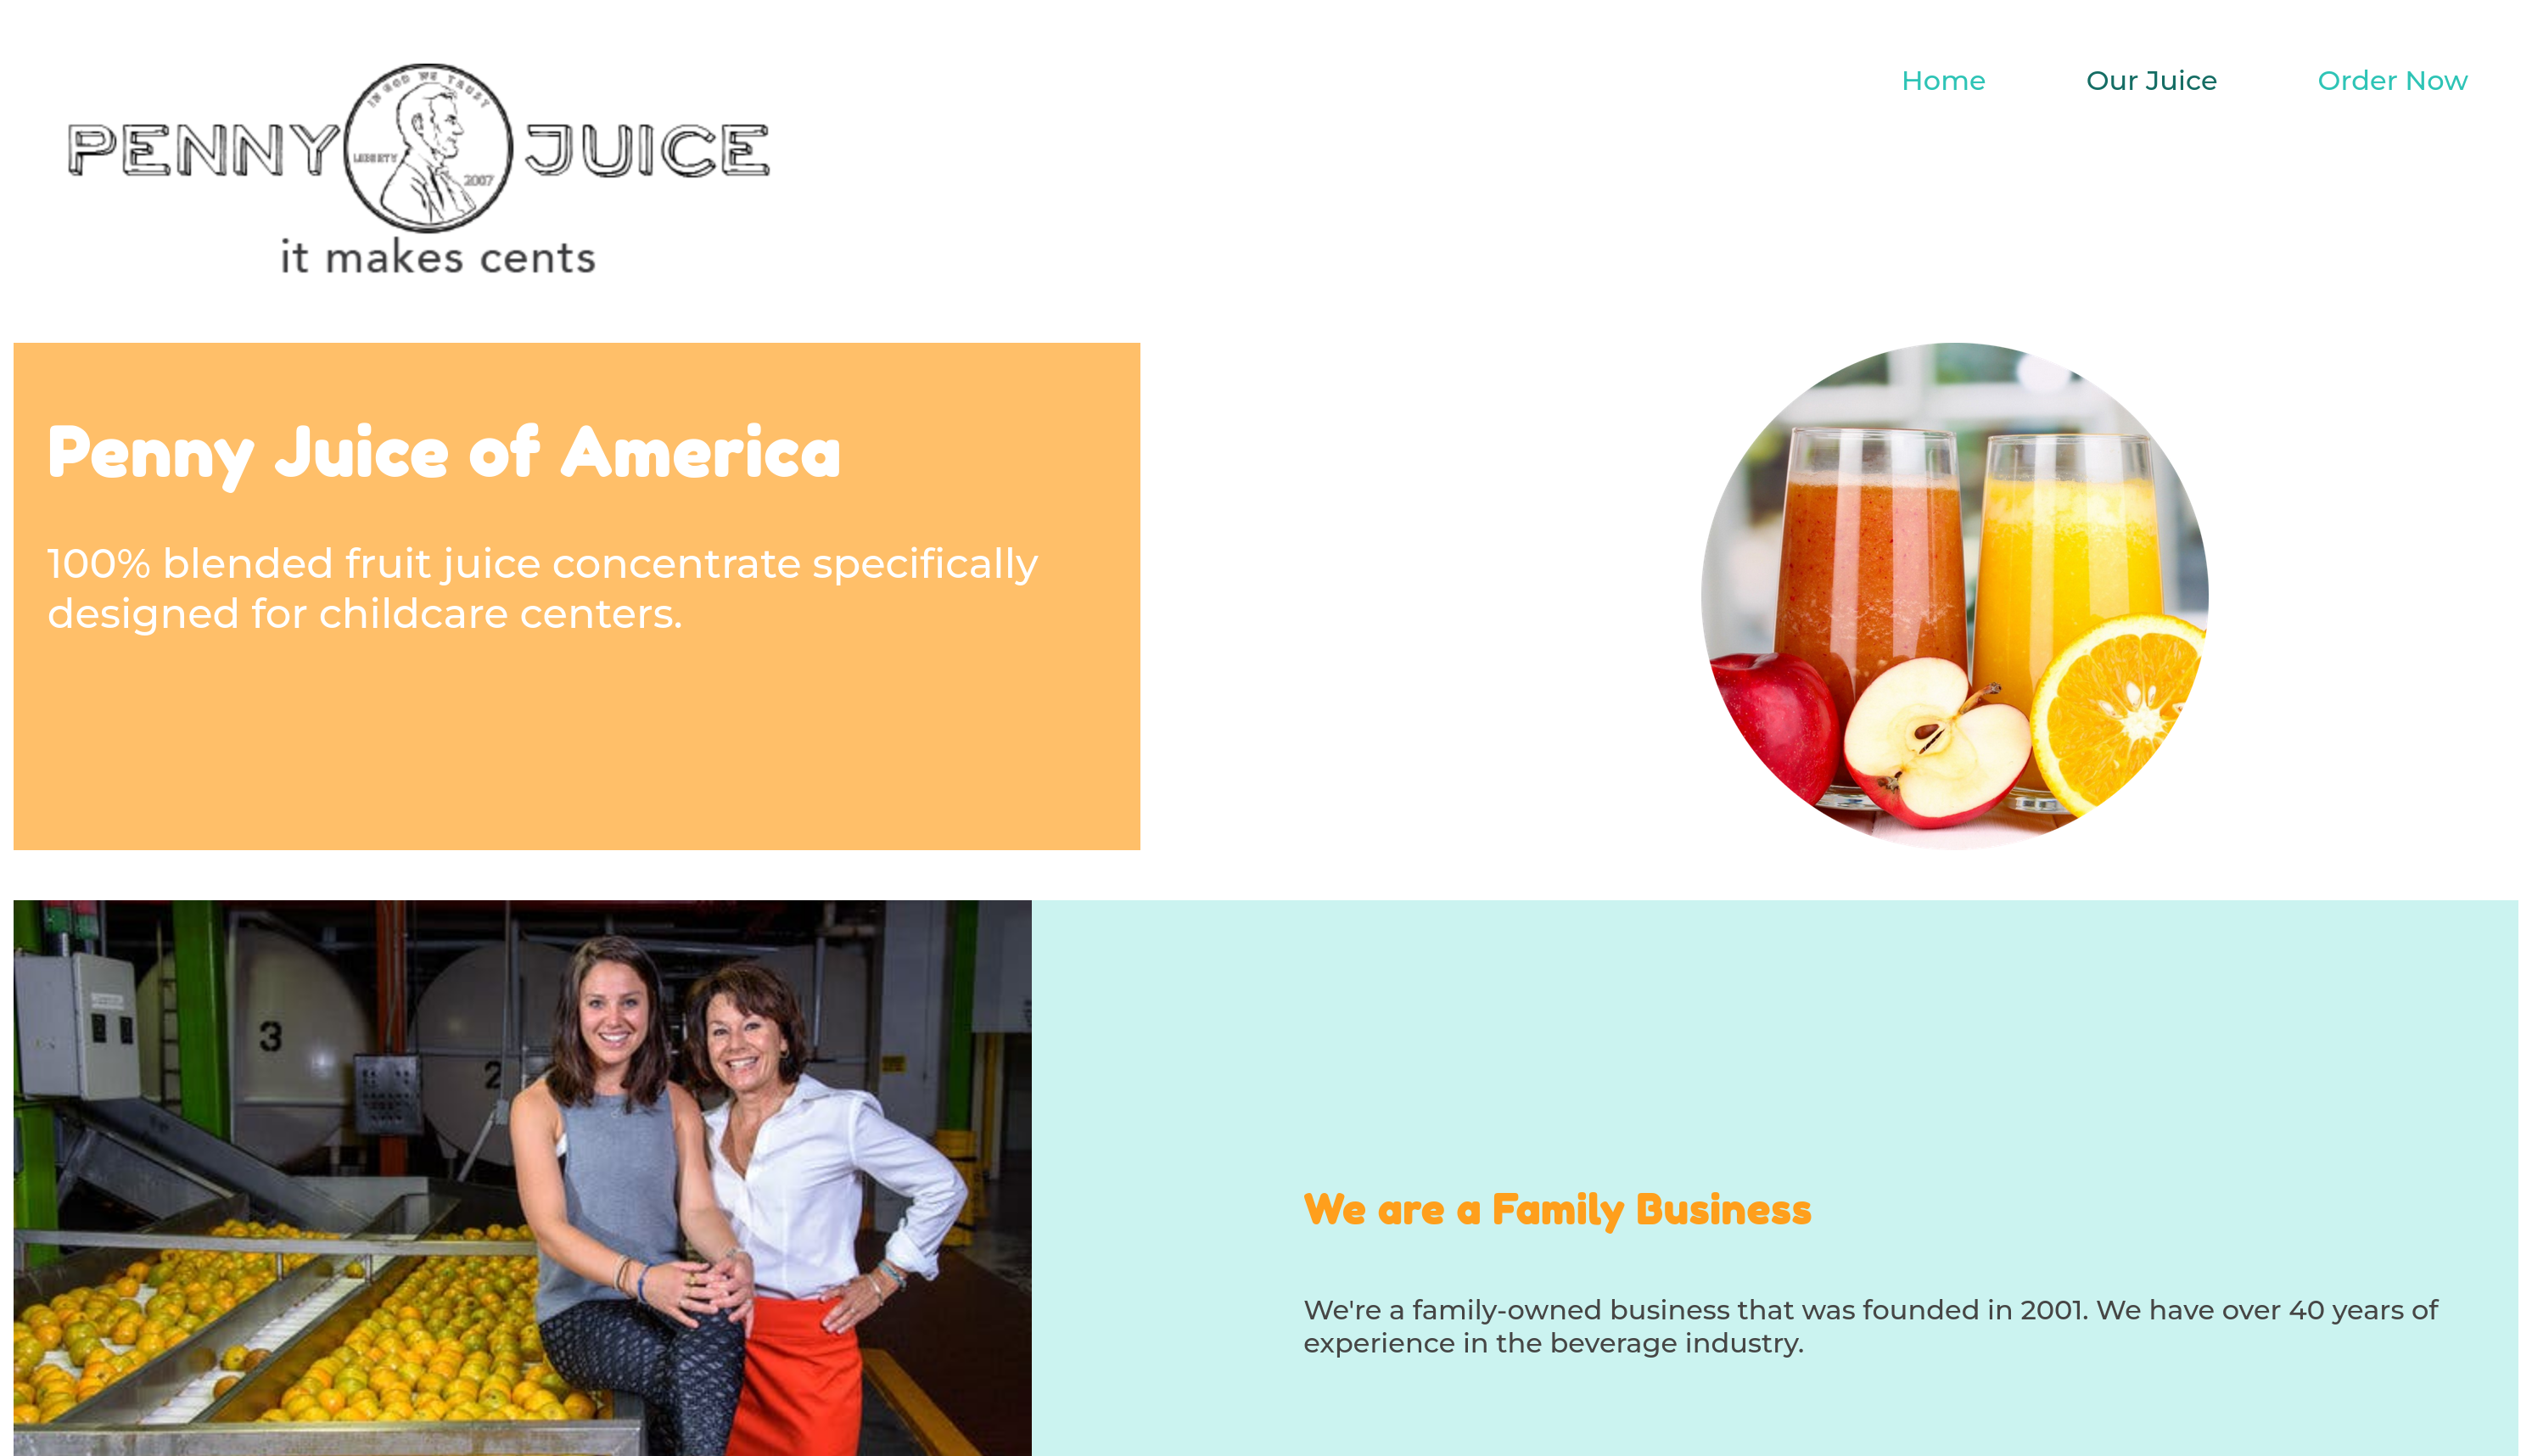 Home
Our Juice
Order Now
PENNY JUICE
IN GOD WE TRUST
LIBERTY
2007
it makes cents
Penny Juice of America
100% blended fruit juice concentrate specifically
designed for childcare centers.
3
2
We are a Family Business
We're a family-owned business that was founded in 2001. We have over 40 years of
experience in the beverage industry.